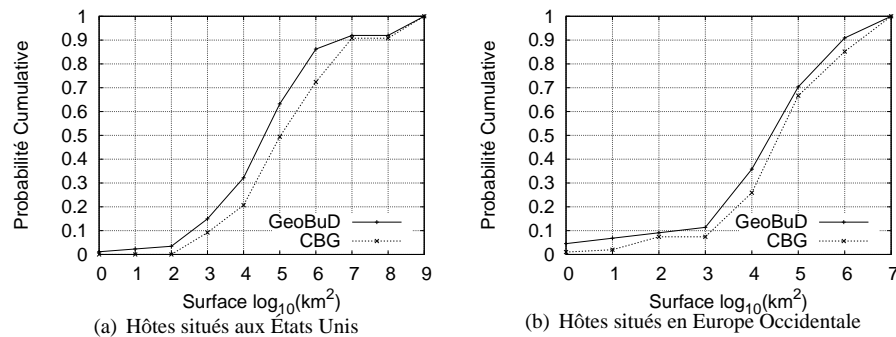 1
0.9
0.8
0.7
0.6
0.5
0.4
0.3
0.2
0.1
0
Probabilité Cumulative
GeoBuD
CBG
0 1 2 3 4 5 6 7 8 9
Surface log10(km2)
(a) Hôtes situés aux États Unis
1
0.9
0.8
0.7
0.6
0.5
0.4
0.3
0.2
0.1
0
Probabilité Cumulative
GeoBuD
CBG
0 1 2 3 4 5 6 7
Surface log10(km2)
(b) Hôtes situés en Europe Occidentale